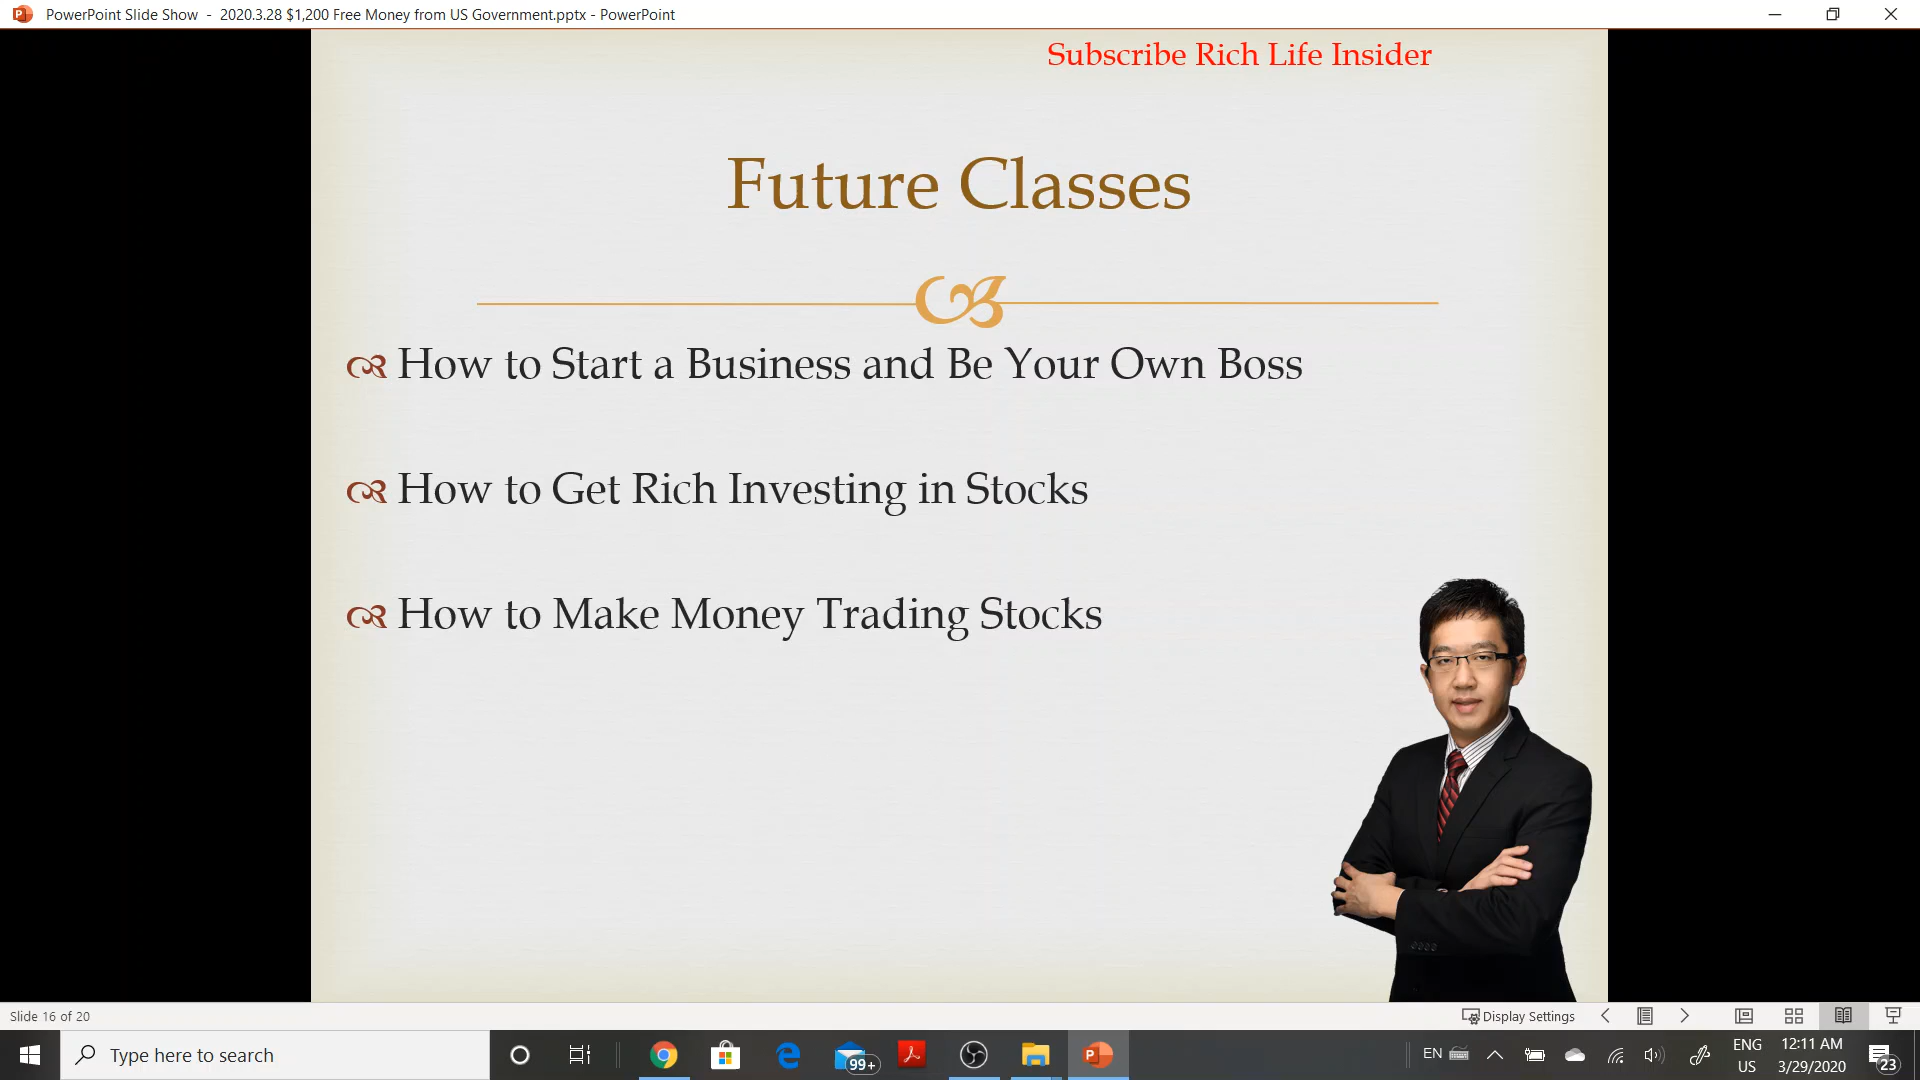 PowerPoint Slide Show - 2020.3.28 $1,200 Free Money from US Government.pptx - PowerPoint
Subscribe Rich Life Insider
Future Classes
How to Start a Business and Be Your Own Boss
How to Get Rich Investing in Stocks
How to Make Money Trading Stocks
Slide 16 of 20
Display Settings
Type here to search
99+
EN
ENG
US
12:11 AM
3/29/2020
23